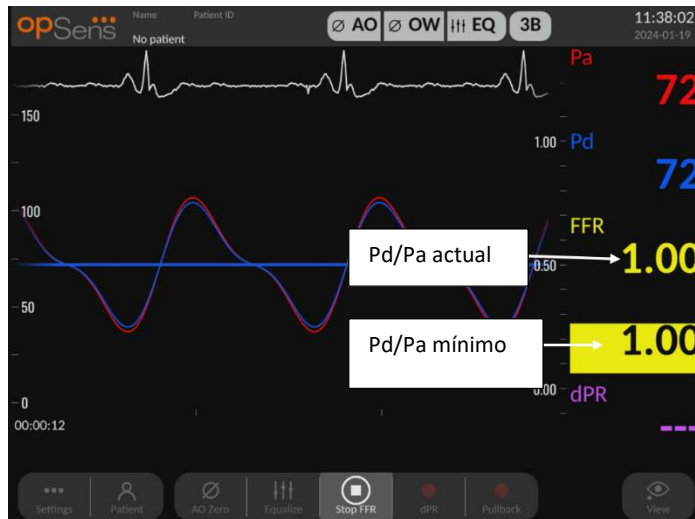 opSens
Name
Patient ID
No patient
Ø AO
Ø OW
EQ
3B
11:38:02
2024-01-19
Pa
72
150
1.00
Pd
72
100
FFR
Pd/Pa actual
0.50
1.00
50
Pd/Pa mínimo
1.00
0.00
dPR
0
00:00:12
---
Settings
Patient
AO Zero
Equalize
Stop FFR
dPR
Pullback
View